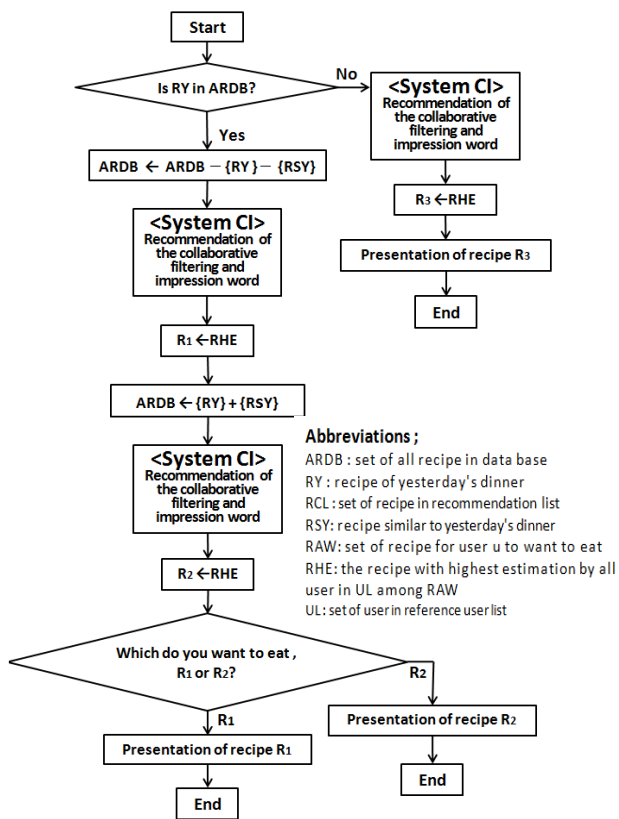 Start
Is RY in ARDB?
No
Yes
<System CI>
Recommendation of
the collaborative
filtering and
impression word
R3 ←RHE
Presentation of recipe R3
End
ARDB ← ARDB −{RY }− {RSY}
<System CI>
Recommendation of
the collaborative
filtering and
impression word
R1 ←RHE
ARDB ← {RY} + {RSY}
<System CI>
Recommendation of
the collaborative
filtering and
impression word
R2 ←RHE
Abbreviations ;
ARDB : set of all recipe in data base
RY : recipe of yesterday's dinner
RCL : set of recipe in recommendation list
RSY: recipe similar to yesterday's dinner
RAW: set of recipe for user u to want to eat
RHE: the recipe with highest estimation by all
user in UL among RAW
UL: set of user in reference user list
Which do you want to eat ,
R1 or R2?
R1
R2
Presentation of recipe R1
End
Presentation of recipe R2
End